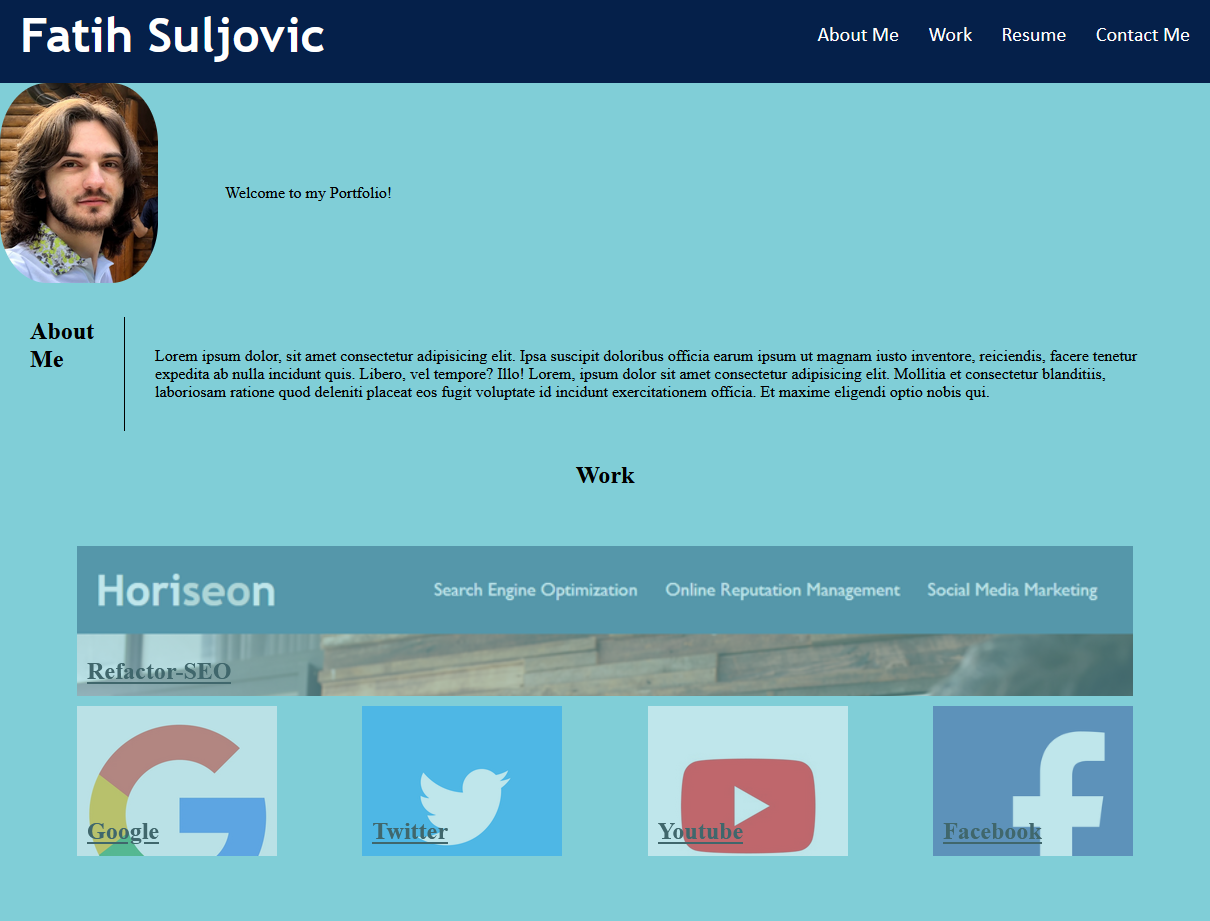 Fatih Suljovic
About Me Work Resume Contact Me
Welcome to my Portfolio!
About
Me
Lorem ipsum dolor, sit amet consectetur adipisicing elit. Ipsa suscipit doloribus officia earum ipsum ut magnam iusto inventore, reiciendis, facere tenetur
expedita ab nulla incidunt quis. Libero, vel tempore? Illo! Lorem, ipsum dolor sit amet consectetur adipisicing elit. Mollitia et consectetur blanditiis,
laboriosam ratione quod deleniti placeat eos fugit voluptate id incidunt exercitationem officia. Et maxime eligendi optio nobis qui.
Work
Horiseon
Search Engine Optimization Online Reputation Management Social Media Marketing
Refactor-SEO
Google Twitter Youtube Facebook